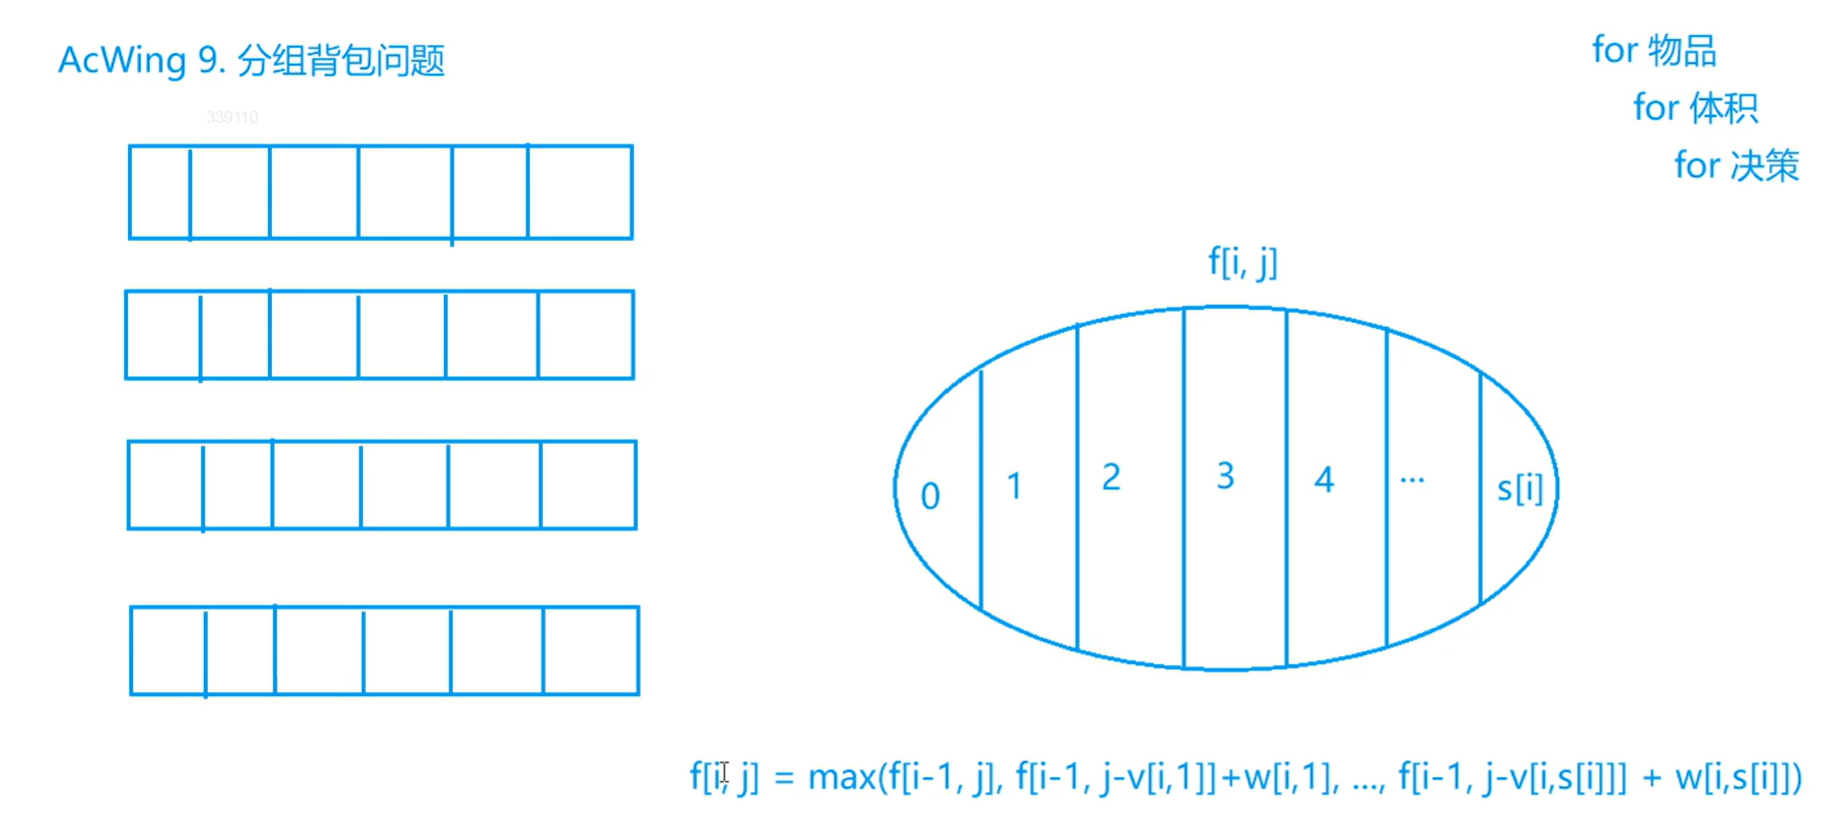 AcWing 9. 分组背包问题
339110
for 物品
for 体积
for 决策
f[i, j]
0 1 2 3 4 ... s[i]
f[i, j] = max(f[i-1, j], f[i-1, j-v[i,1]]+w[i,1], ..., f[i-1, j-v[i,s[i]]] + w[i,s[i]])